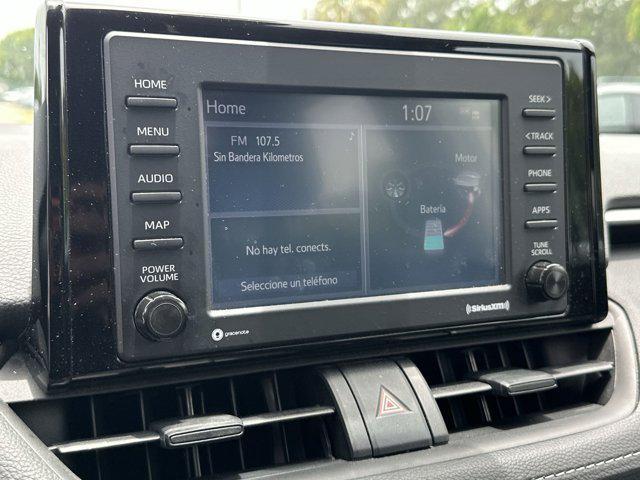 HOME
MENU
AUDIO
MAP
POWER
VOLUME
Home
1:07
FM 107.5
Sin Bandera Kilometros
Motor
Batería
No hay tel. conects.
Seleccione un teléfono
SEEK >
< TRACK
PHONE
APPS
TUNE
SCROLL
gracenote
((SiriusXM))